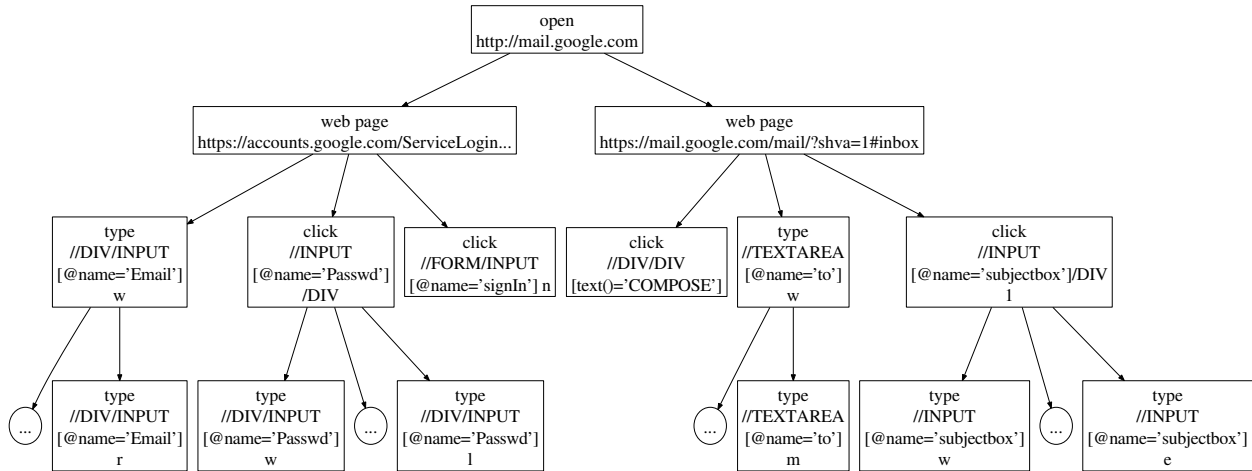 open
http://mail.google.com
web page
https://accounts.google.com/ServiceLogin...
web page
https://mail.google.com/mail/?shva=1#inbox
type
//DIV/INPUT
[@name='Email']
w
click
//INPUT
[@name='Passwd']
/DIV
click
//FORM/INPUT
[@name='signIn'] n
click
//DIV/DIV
[text()='COMPOSE']
type
//TEXTAREA
[@name='to']
w
click
//INPUT
[@name='subjectbox']/DIV
l
...
type
//DIV/INPUT
[@name='Email']
r
type
//DIV/INPUT
[@name='Passwd']
w
...
type
//DIV/INPUT
[@name='Passwd']
l
...
type
//TEXTAREA
[@name='to']
m
type
//INPUT
[@name='subjectbox']
w
...
type
//INPUT
[@name='subjectbox']
e